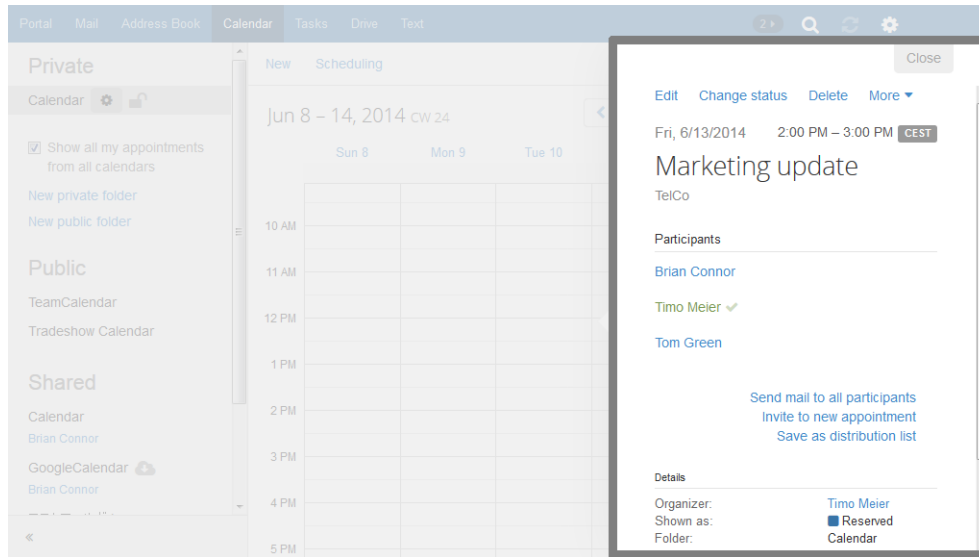 Portal Mail Address Book Calendar Tasks Drive Text 2
Private
Calendar
Show all my appointments
from all calendars
New private folder
New public folder
Public
TeamCalendar
Tradeshow Calendar
Shared
Calendar
Brian Connor
GoogleCalendar
Brian Connor
«
New Scheduling
Jun 8 – 14, 2014 CW 24
Sun 8 Mon 9 Tue 10
10 AM
11 AM
12 PM
1 PM
2 PM
3 PM
4 PM
5 PM
Close
Edit Change status Delete More
Fri, 6/13/2014 2:00 PM – 3:00 PM CEST
Marketing update
TelCo
Participants
Brian Connor
Timo Meier
Tom Green
Send mail to all participants
Invite to new appointment
Save as distribution list
Details
Organizer: Timo Meier
Shown as: Reserved
Folder: Calendar